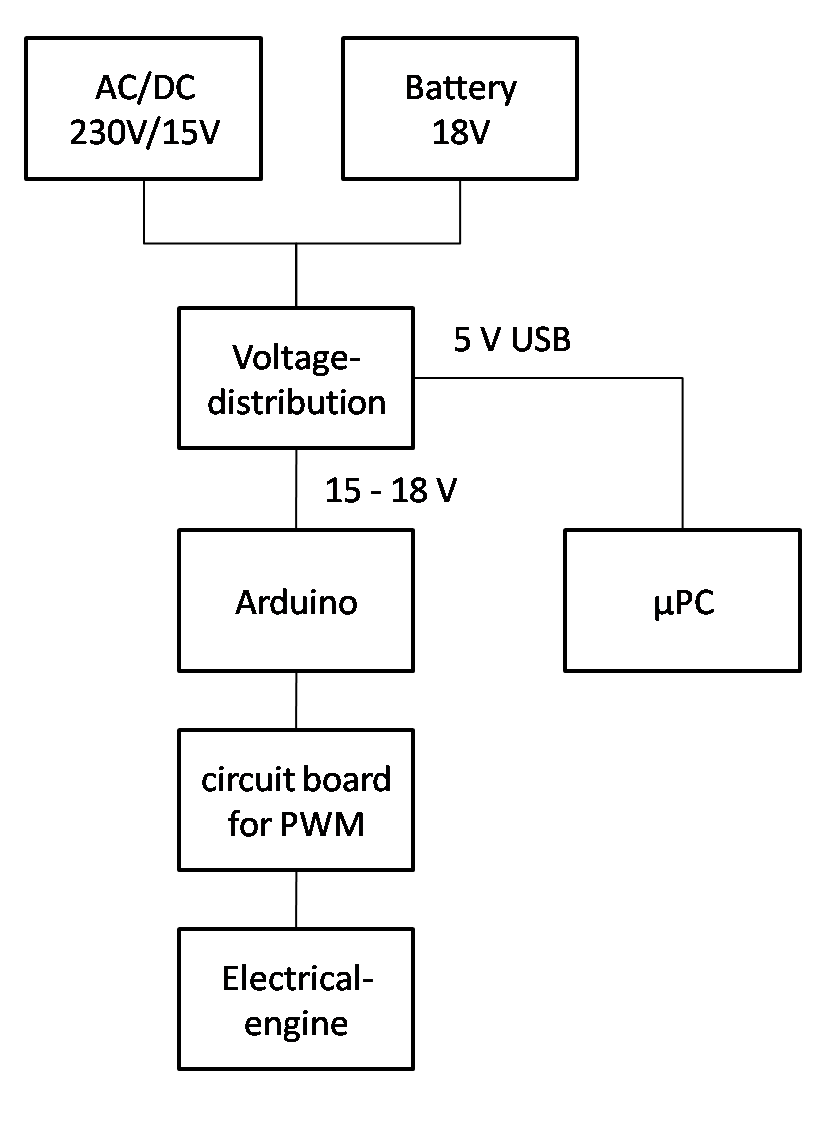 AC/DC
230V/15V
Battery
18V
Voltage-
distribution
5 V USB
15 - 18 V
Arduino
µPC
circuit board
for PWM
Electrical-
engine